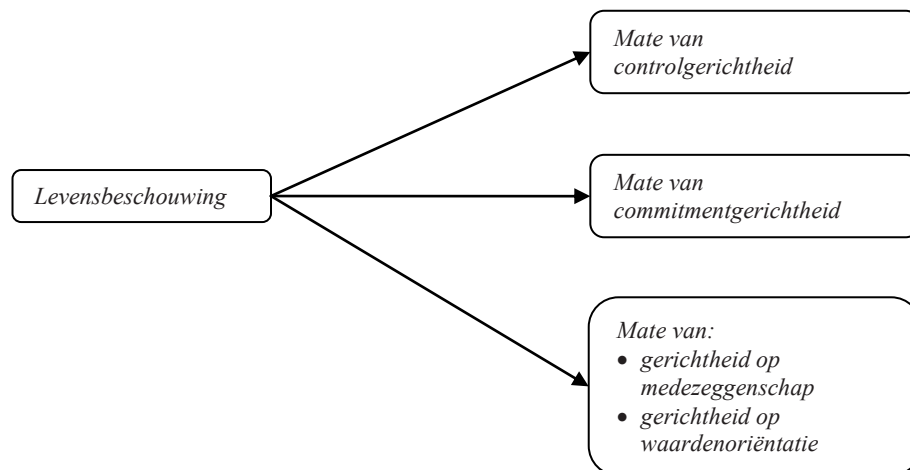 Mate van
controlgerichtheid
Levensbeschouwing
Mate van
commitmentgerichtheid
Mate van:
• gerichtheid op
medezeggenschap
• gerichtheid op
waardenoriëntatie